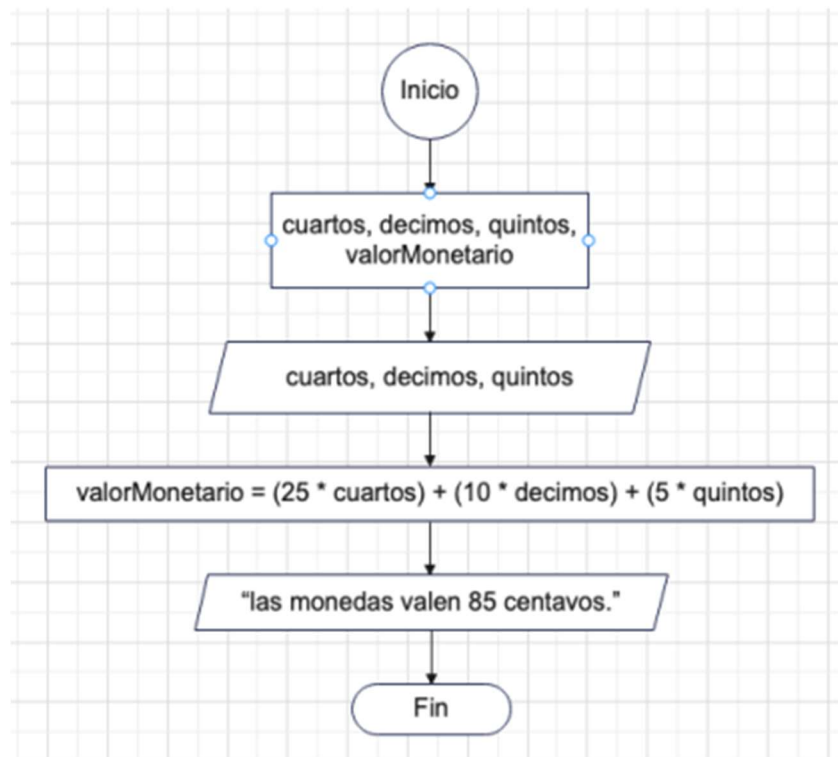 Inicio
cuartos, decimos, quintos,
valorMonetario
cuartos, decimos, quintos
valorMonetario = (25 * cuartos) + (10 * decimos) + (5 * quintos)
“las monedas valen 85 centavos.”
Fin